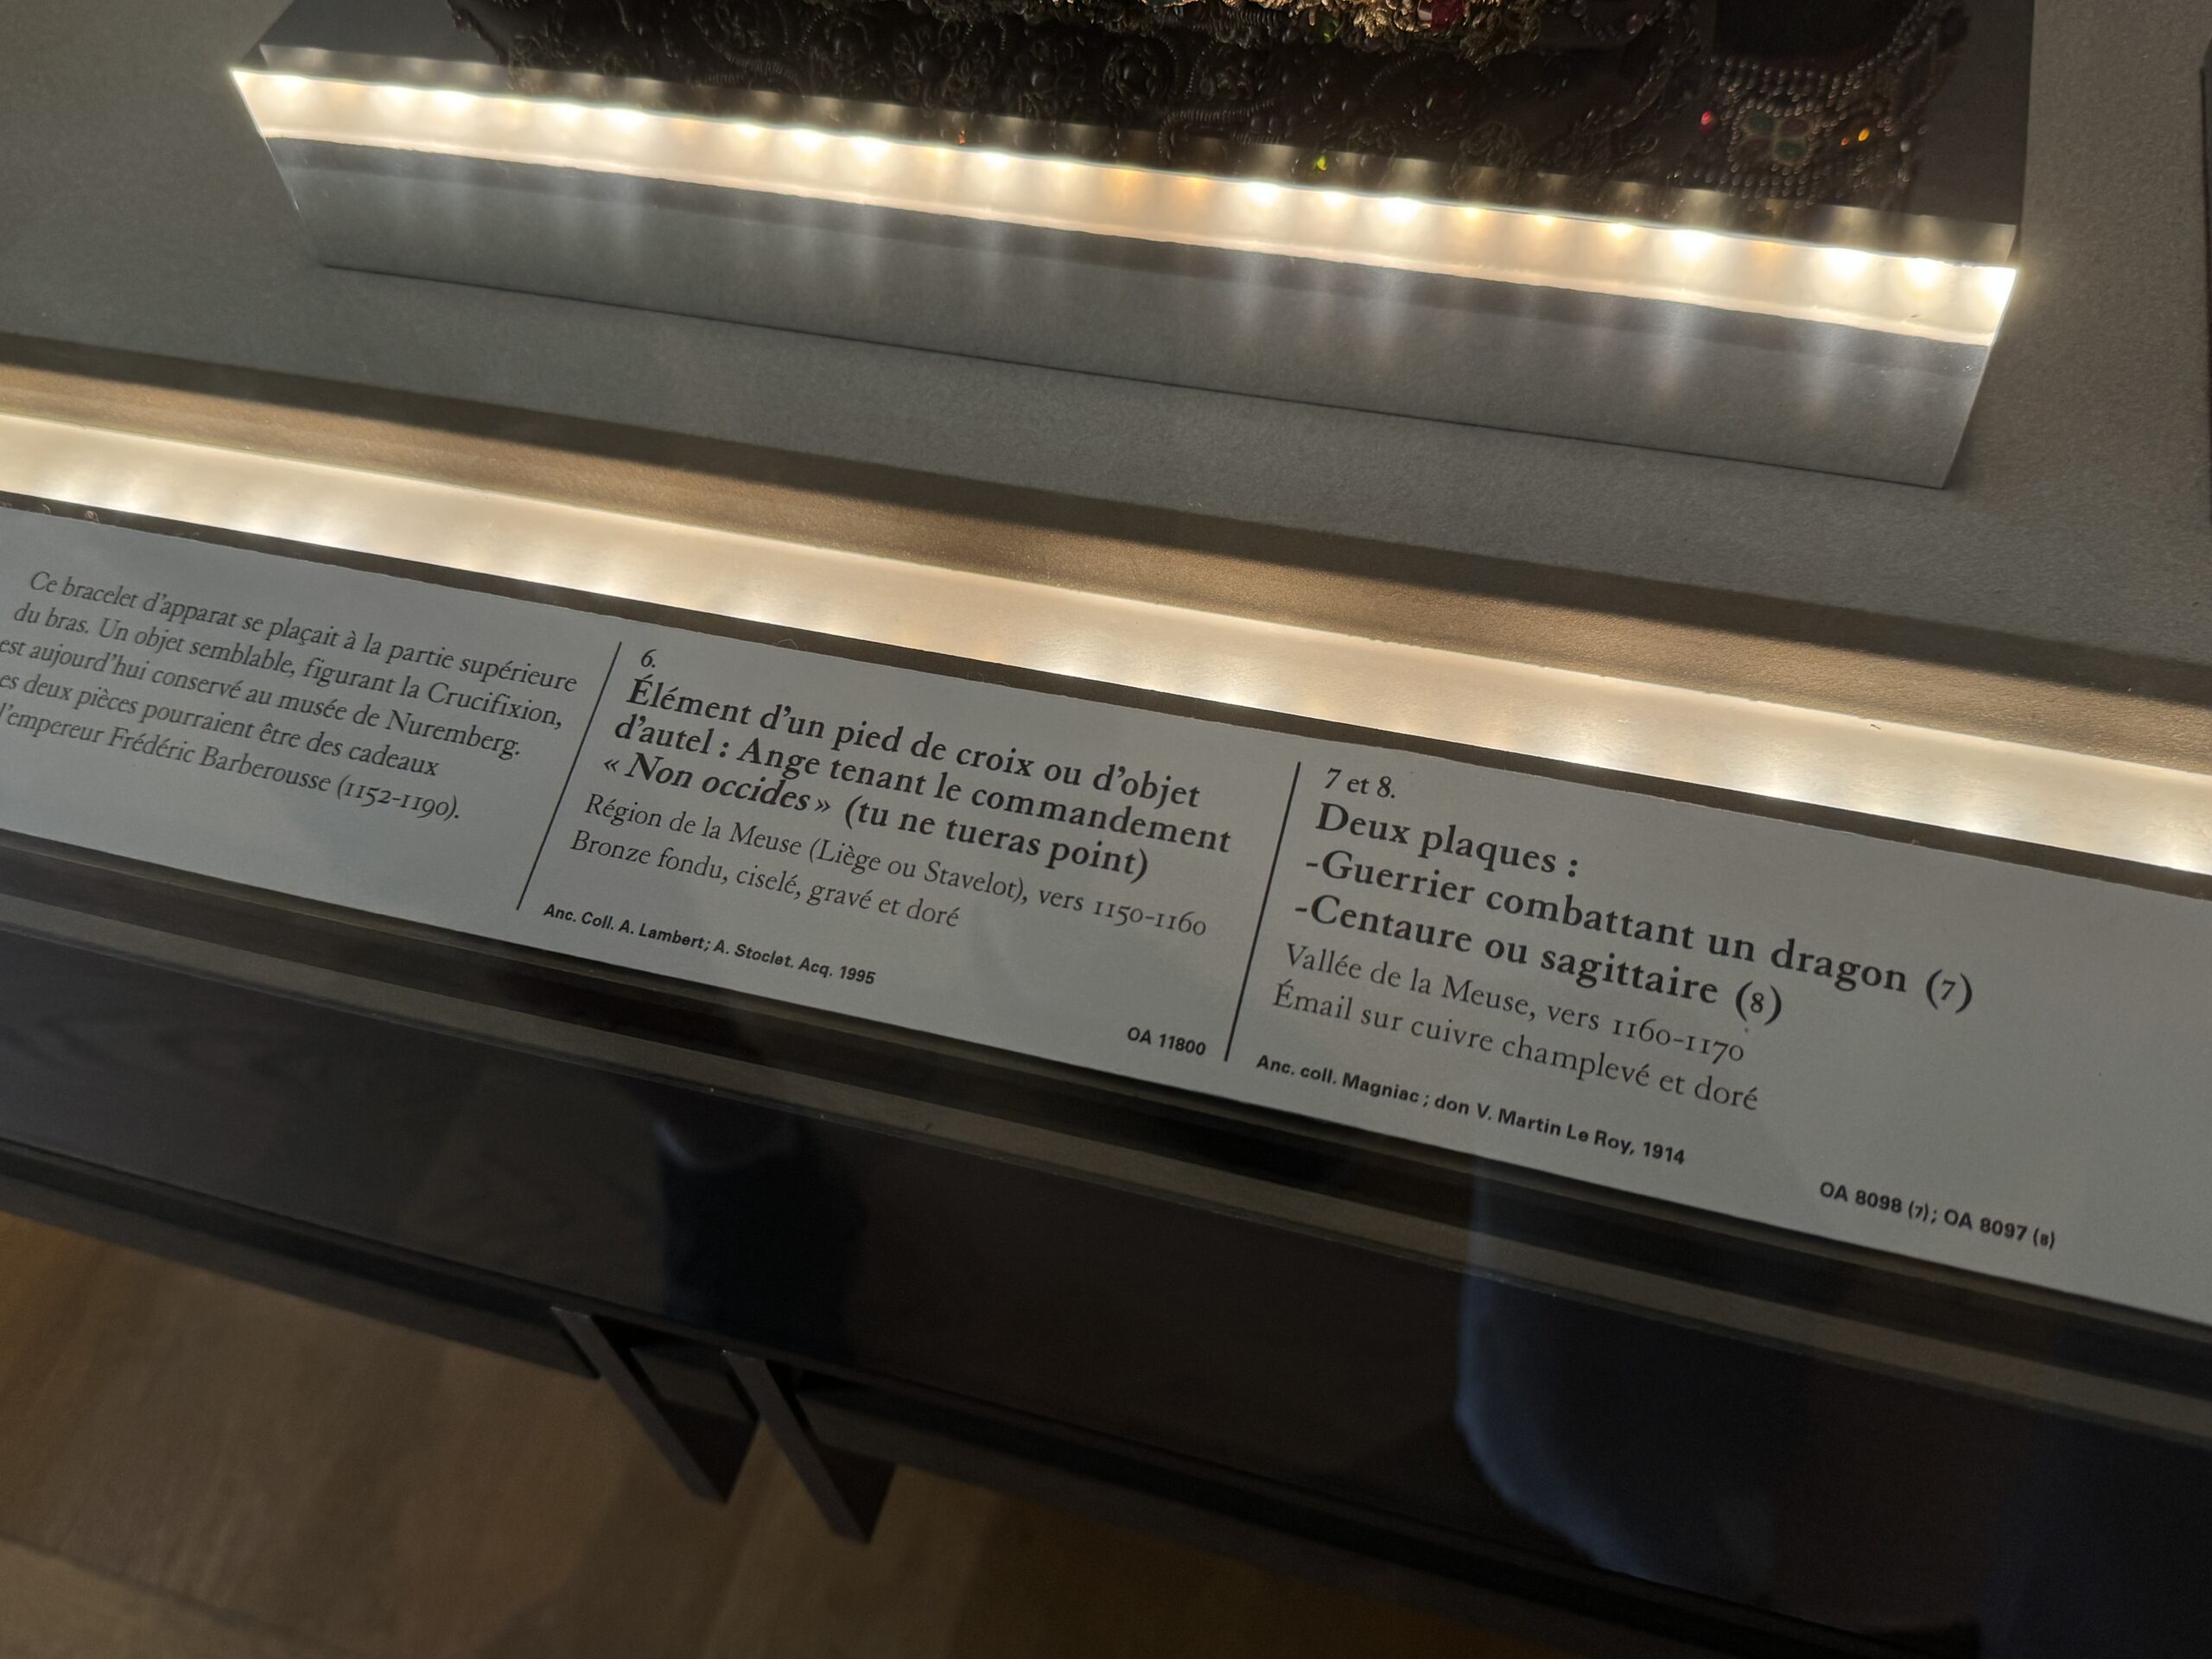 Ce bracelet d'apparat se plaçait à la partie supérieure
du bras. Un objet semblable, figurant la Crucifixion,
est aujourd'hui conservé au musée de Nuremberg.
es deux pièces pourraient être des cadeaux
l'empereur Frédéric Barberousse (1152-1190).
6.
Élément d'un pied de croix ou d'objet
d'autel : Ange tenant le commandement
« Non occides » (tu ne tueras point)
Région de la Meuse (Liège ou Stavelot), vers 1150-1160
Bronze fondu, ciselé, gravé et doré
Anc. Coll. A. Lambert ; A. Stoclet. Acq. 1995
OA 11800
7 et 8.
Deux plaques :
-Guerrier combattant un dragon (7)
-Centaure ou sagittaire (8)
Vallée de la Meuse, vers 1160-1170
Émail sur cuivre champlevé et doré
Anc. coll. Magniac ; don V. Martin Le Roy, 1914
OA 8098 (7) ; OA 8097 (8)